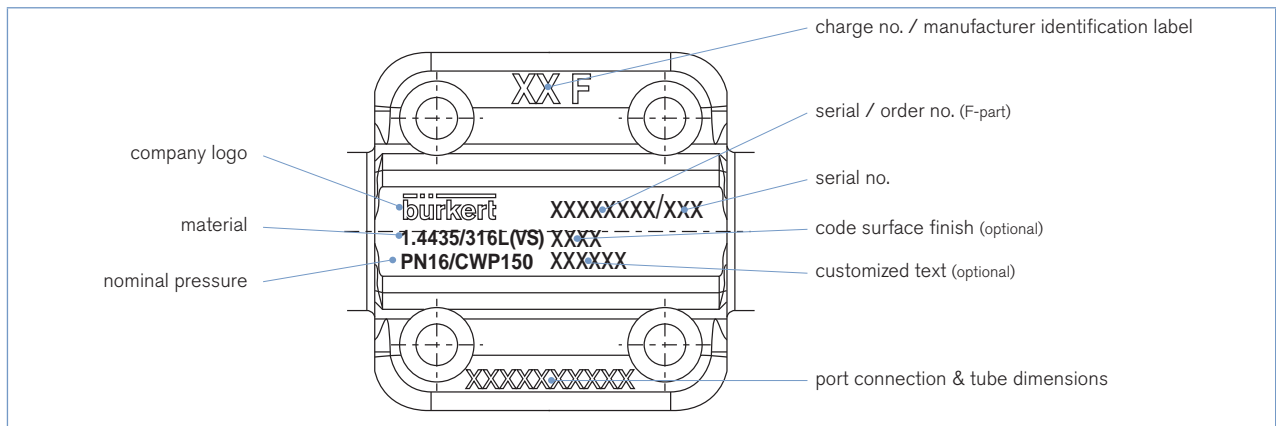 charge no. / manufacturer identification label
XX F
serial / order no. (F-part)
company logo
serial no.
bürkert XXXXXXXX/XXX
material
1.4435/316L(VS) XXXX
code surface finish (optional)
PN16/CWP150 XXXXXX
customized text (optional)
nominal pressure
XXXXXXXXXXX
port connection & tube dimensions